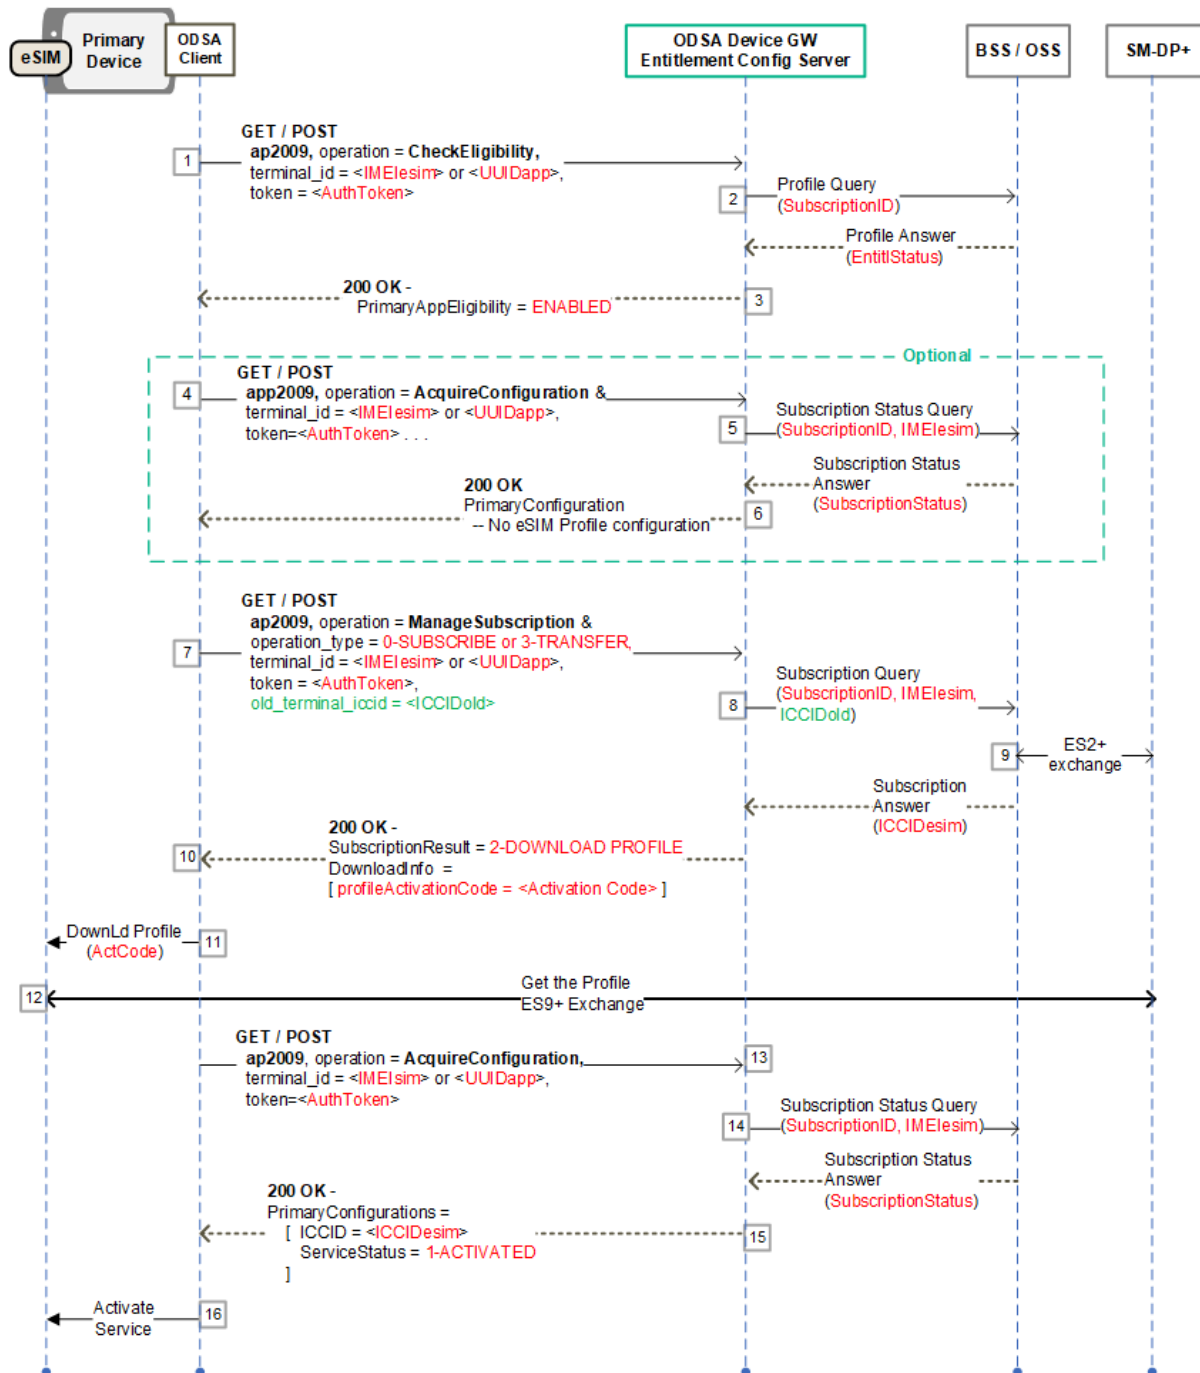 eSIM
Primary
Device
ODSA
Client
ODSA Device GW
Entitlement Config Server
BSS / OSS
SM-DP+
GET / POST
1
ap2009, operation = CheckEligibility,
terminal_id = <IMEIesim> or <UUIDapp>,
token = <AuthToken>
2
Profile Query
(SubscriptionID)
Profile Answer
(EntitlStatus)
200 OK -
PrimaryAppEligibility = ENABLED
3
Optional
GET / POST
4
app2009, operation = AcquireConfiguration &
terminal_id = <IMEIesim> or <UUIDapp>,
token=<AuthToken> . . .
5
Subscription Status Query
(SubscriptionID, IMEIesim)
Subscription Status
Answer
(SubscriptionStatus)
200 OK
PrimaryConfiguration
-- No eSIM Profile configuration
6
GET / POST
ap2009, operation = ManageSubscription &
7
operation_type = 0-SUBSCRIBE or 3-TRANSFER,
terminal_id = <IMEIesim> or <UUIDapp>,
token = <AuthToken>,
old_terminal_iccid = <ICCIDold>
8
Subscription Query
(SubscriptionID, IMEIesim,
ICCIDold)
9
ES2+
exchange
Subscription
Answer
(ICCIDesim)
200 OK -
10
SubscriptionResult = 2-DOWNLOAD PROFILE
DownloadInfo =
[ profileActivationCode = <Activation Code> ]
DownLd Profile
(ActCode)
11
12
Get the Profile
ES9+ Exchange
GET / POST
ap2009, operation = AcquireConfiguration,
terminal_id = <IMEIsim> or <UUIDapp>,
token=<AuthToken>
13
14
Subscription Status Query
(SubscriptionID, IMEIesim)
Subscription Status
Answer
(SubscriptionStatus)
200 OK -
PrimaryConfigurations =
[ ICCID = <ICCIDesim>
ServiceStatus = 1-ACTIVATED
]
15
Activate
Service
16